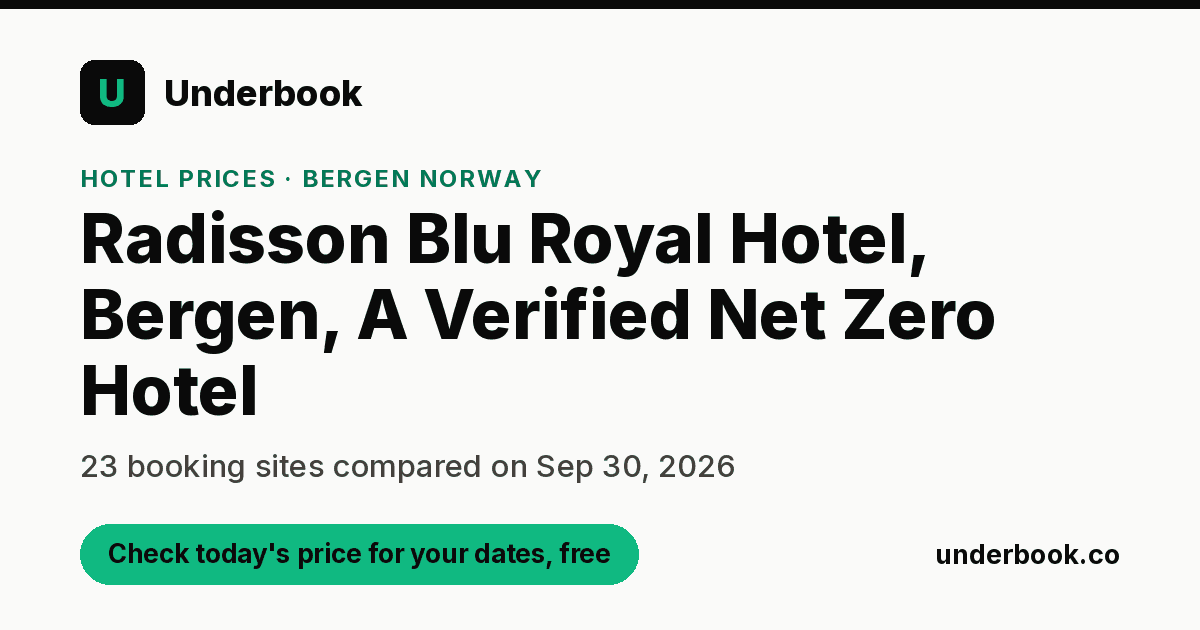 U Underbook
HOTEL PRICES · BERGEN NORWAY
Radisson Blu Royal Hotel,
Bergen, A Verified Net Zero
Hotel
23 booking sites compared on Sep 30, 2026
Check today's price for your dates, free
underbook.co